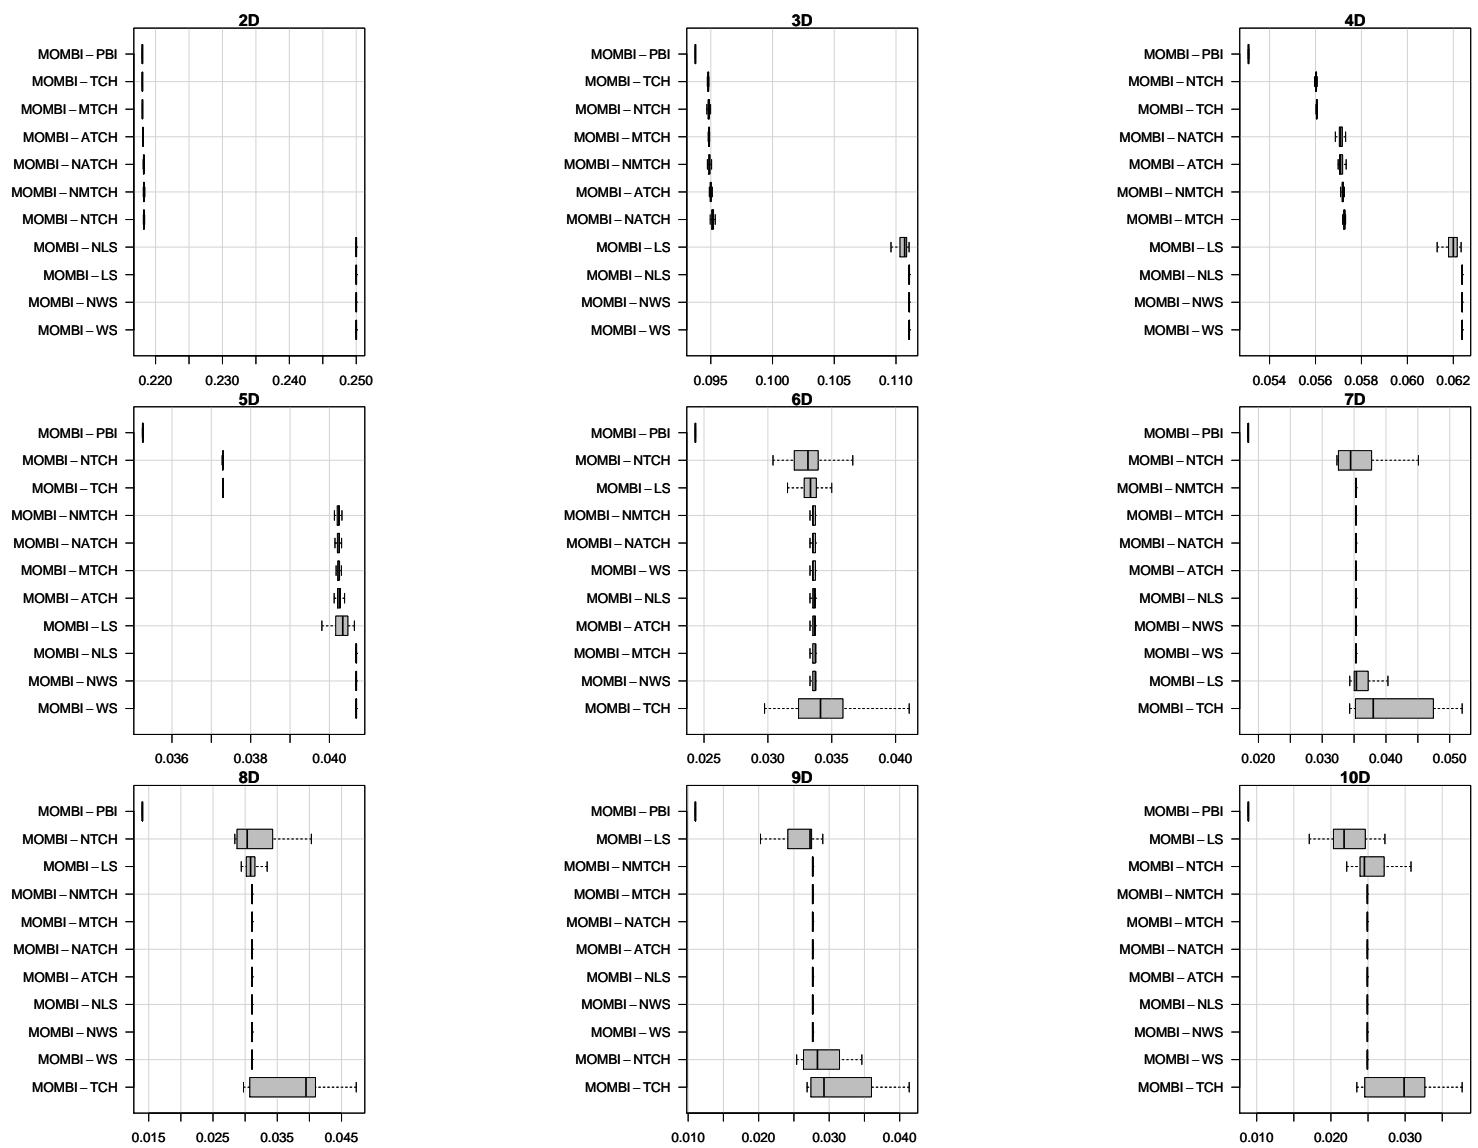 2D
MOMBI−PBI
MOMBI−TCH
MOMBI−MTCH
MOMBI−ATCH
MOMBI−NATCH
MOMBI−NMTCH
MOMBI−NTCH
MOMBI−NLS
MOMBI−LS
MOMBI−NWS
MOMBI−WS
0.220 0.230 0.240 0.250
3D
MOMBI−PBI
MOMBI−TCH
MOMBI−NTCH
MOMBI−MTCH
MOMBI−NMTCH
MOMBI−ATCH
MOMBI−NATCH
MOMBI−LS
MOMBI−NLS
MOMBI−NWS
MOMBI−WS
0.095 0.100 0.105 0.110
4D
MOMBI−PBI
MOMBI−NTCH
MOMBI−TCH
MOMBI−NATCH
MOMBI−ATCH
MOMBI−NMTCH
MOMBI−MTCH
MOMBI−LS
MOMBI−NLS
MOMBI−NWS
MOMBI−WS
0.054 0.056 0.058 0.060 0.062
5D
MOMBI−PBI
MOMBI−NTCH
MOMBI−TCH
MOMBI−NMTCH
MOMBI−NATCH
MOMBI−MTCH
MOMBI−ATCH
MOMBI−LS
MOMBI−NLS
MOMBI−NWS
MOMBI−WS
0.036 0.038 0.040
6D
MOMBI−PBI
MOMBI−NTCH
MOMBI−LS
MOMBI−NMTCH
MOMBI−NATCH
MOMBI−WS
MOMBI−NLS
MOMBI−ATCH
MOMBI−MTCH
MOMBI−NWS
MOMBI−TCH
0.025 0.030 0.035 0.040
7D
MOMBI−PBI
MOMBI−NTCH
MOMBI−NMTCH
MOMBI−MTCH
MOMBI−NATCH
MOMBI−ATCH
MOMBI−NLS
MOMBI−NWS
MOMBI−WS
MOMBI−LS
MOMBI−TCH
0.020 0.030 0.040 0.050
8D
MOMBI−PBI
MOMBI−NTCH
MOMBI−LS
MOMBI−NMTCH
MOMBI−MTCH
MOMBI−NATCH
MOMBI−ATCH
MOMBI−NLS
MOMBI−NWS
MOMBI−WS
MOMBI−TCH
0.015 0.025 0.035 0.045
9D
MOMBI−PBI
MOMBI−LS
MOMBI−NMTCH
MOMBI−MTCH
MOMBI−NATCH
MOMBI−ATCH
MOMBI−NLS
MOMBI−NWS
MOMBI−WS
MOMBI−NTCH
MOMBI−TCH
0.010 0.020 0.030 0.040
10D
MOMBI−PBI
MOMBI−LS
MOMBI−NTCH
MOMBI−NMTCH
MOMBI−MTCH
MOMBI−NATCH
MOMBI−ATCH
MOMBI−NLS
MOMBI−NWS
MOMBI−WS
MOMBI−TCH
0.010 0.020 0.030